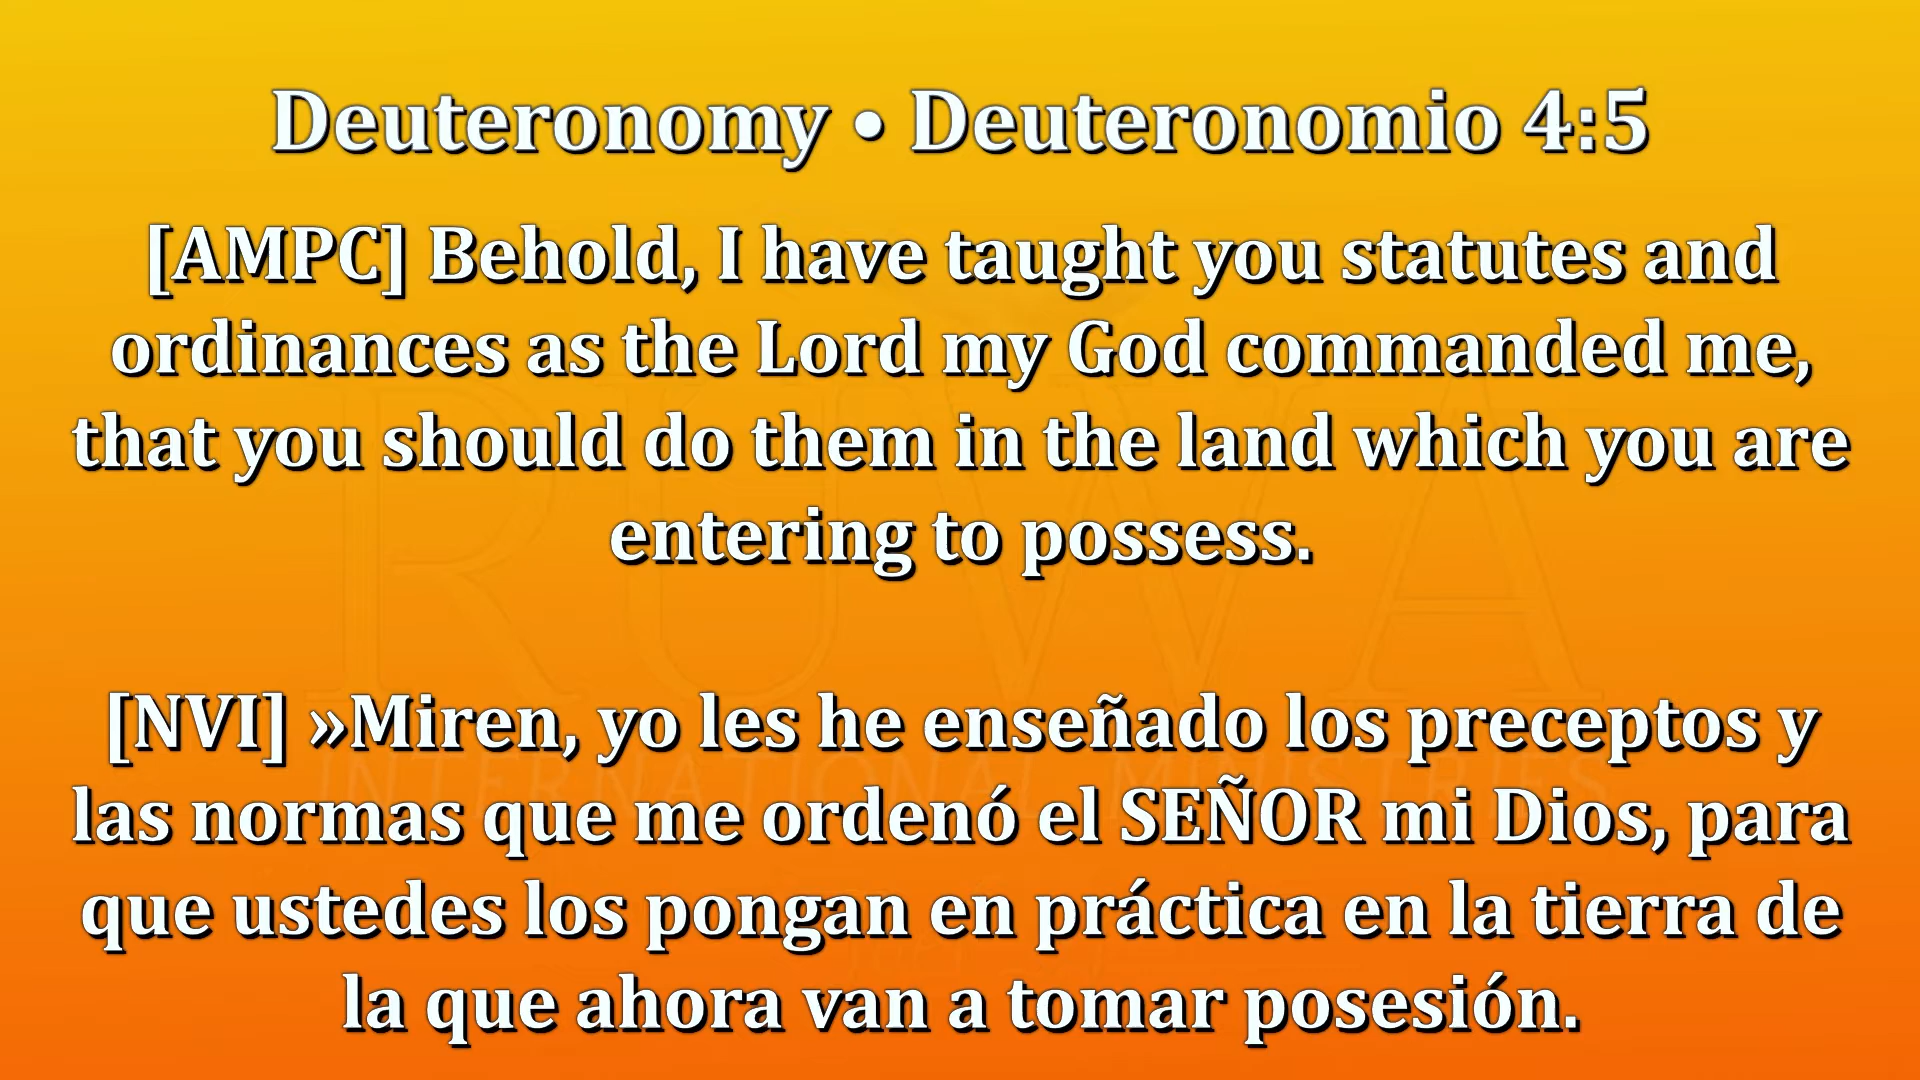 Deuteronomy • Deuteronomio 4:5
[AMPC] Behold, I have taught you statutes and
ordinances as the Lord my God commanded me,
that you should do them in the land which you are
entering to possess.
[NVI] »Miren, yo les he enseñado los preceptos y
las normas que me ordenó el SEÑOR mi Dios, para
que ustedes los pongan en práctica en la tierra de
la que ahora van a tomar posesión.
RUWA
INTERNATIONAL MINISTRIES